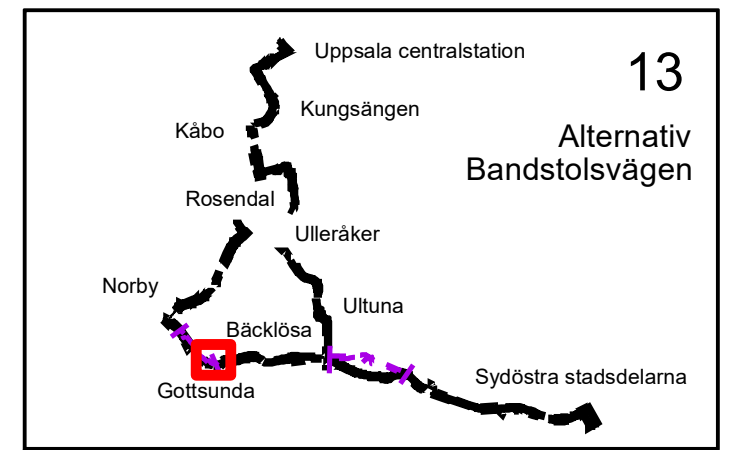 Uppsala centralstation
13
Kungsängen
Kåbo
Alternativ
Bandstolsvägen
Rosendal
Ulleråker
Norby
Ultuna
Bäcklösa
Sydöstra stadsdelarna
Gottsunda